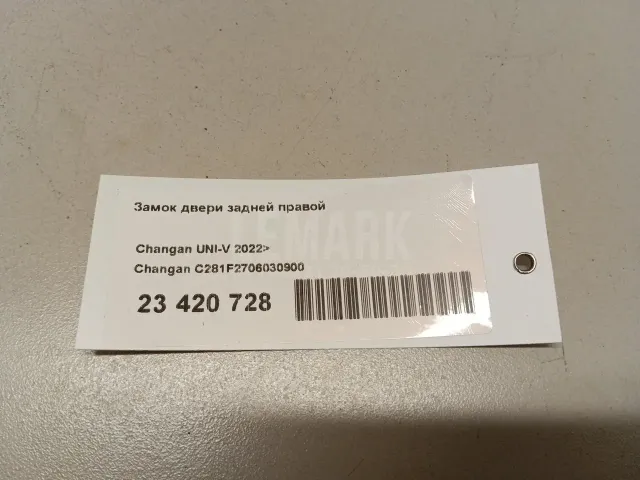 Замок двери задней правой
LEMARK
Changan UNI-V 2022>
Changan C281F2706030900
23 420 728